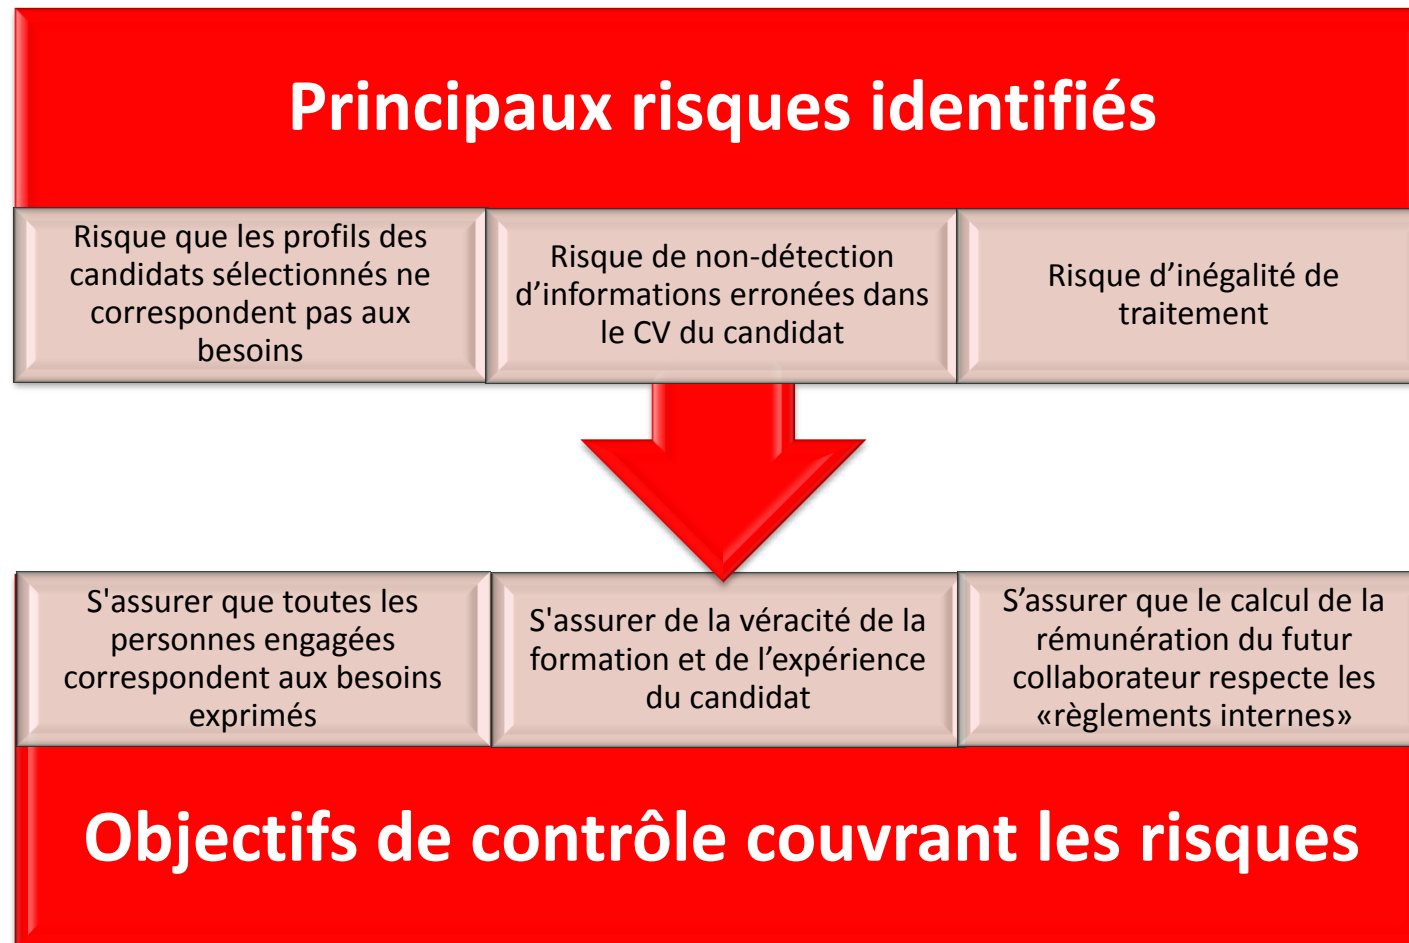 Principaux risques identifiés
Risque que les profils des
candidats sélectionnés ne
correspondent pas aux
besoins
Risque de non-détection
d’informations erronées dans
le CV du candidat
Risque d’inégalité de
traitement
S'assurer que toutes les
personnes engagées
correspondent aux besoins
exprimés
S'assurer de la véracité de la
formation et de l’expérience
du candidat
S’assurer que le calcul de la
rémunération du futur
collaborateur respecte les
«règlements internes»
Objectifs de contrôle couvrant les risques